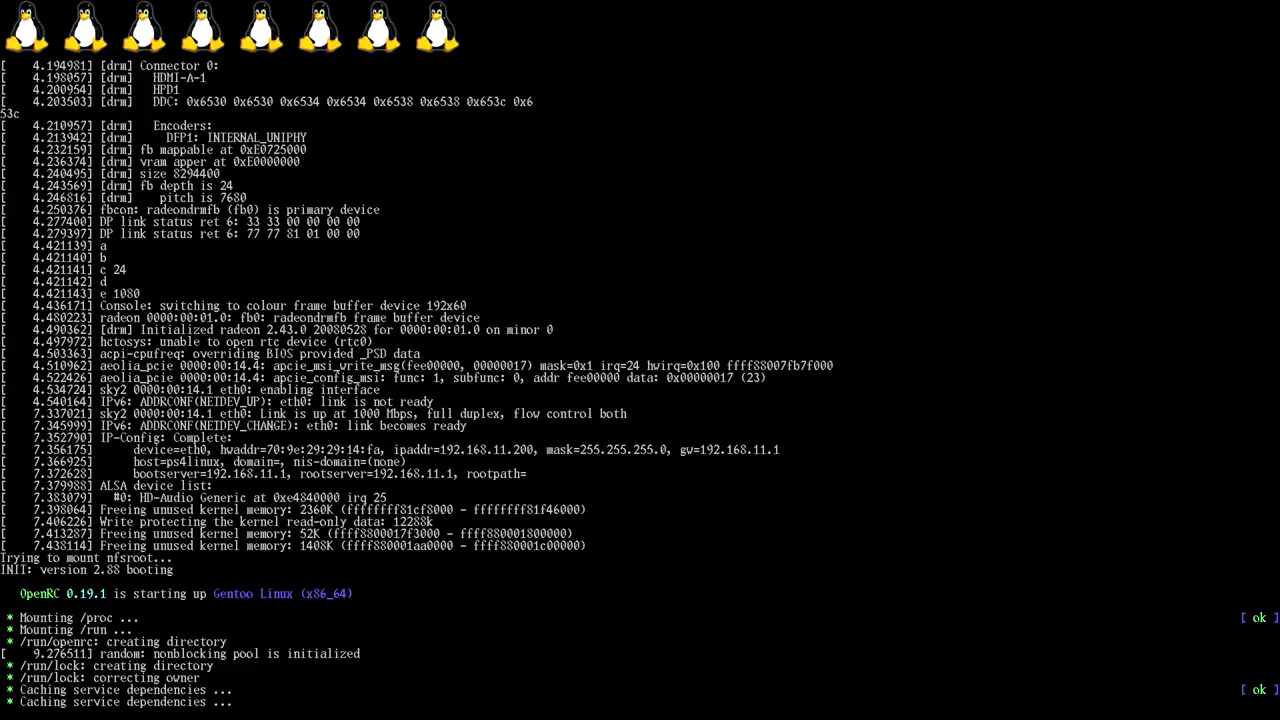 [    4.194981] [drm] Connector 0:
[    4.198057] [drm]   HDMI-A-1
[    4.200954] [drm]   HPD1
[    4.203503] [drm]   DDC: 0x6530 0x6530 0x6534 0x6534 0x6538 0x6538 0x653c 0x6
53c
[    4.210957] [drm]   Encoders:
[    4.213942] [drm]     DFP1: INTERNAL_UNIPHY
[    4.232159] [drm] fb mappable at 0xE0725000
[    4.236374] [drm] vram apper at 0xE0000000
[    4.240495] [drm] size 8294400
[    4.243569] [drm] fb depth is 24
[    4.246816] [drm]    pitch is 7680
[    4.250376] fbcon: radeondrmfb (fb0) is primary device
[    4.277400] DP link status ret 6: 33 33 00 00 00 00
[    4.279397] DP link status ret 6: 77 77 81 01 00 00
[    4.421139] a
[    4.421140] b
[    4.421141] c 24
[    4.421142] d
[    4.421143] e 1080
[    4.436171] Console: switching to colour frame buffer device 192x60
[    4.480223] radeon 0000:00:01.0: fb0: radeondrmfb frame buffer device
[    4.490362] [drm] Initialized radeon 2.43.0 20080528 for 0000:00:01.0 on minor 0
[    4.497972] hctosys: unable to open rtc device (rtc0)
[    4.503363] acpi-cpufreq: overriding BIOS provided _PSD data
[    4.510962] aeolia_pcie 0000:00:14.4: apcie_msi_write_msg(fee00000, 00000017) mask=0x1 irq=24 hwirq=0x100 ffff88007fb7f000
[    4.522426] aeolia_pcie 0000:00:14.4: apcie_config_msi: func: 1, subfunc: 0, addr fee00000 data: 0x00000017 (23)
[    4.534724] sky2 0000:00:14.1 eth0: enabling interface
[    4.540164] IPv6: ADDRCONF(NETDEV_UP): eth0: link is not ready
[    7.337021] sky2 0000:00:14.1 eth0: Link is up at 1000 Mbps, full duplex, flow control both
[    7.345999] IPv6: ADDRCONF(NETDEV_CHANGE): eth0: link becomes ready
[    7.352790] IP-Config: Complete:
[    7.356175]      device=eth0, hwaddr=70:9e:29:29:14:fa, ipaddr=192.168.11.200, mask=255.255.255.0, gw=192.168.11.1
[    7.366925]      host=ps4linux, domain=, nis-domain=(none)
[    7.372628]      bootserver=192.168.11.1, rootserver=192.168.11.1, rootpath=
[    7.379988] ALSA device list:
[    7.383079]   #0: HD-Audio Generic at 0xe4840000 irq 25
[    7.398064] Freeing unused kernel memory: 2360K (ffffffff81cf8000 - ffffffff81f46000)
[    7.406226] Write protecting the kernel read-only data: 12288k
[    7.413287] Freeing unused kernel memory: 52K (ffff8800017f3000 - ffff880001800000)
[    7.438114] Freeing unused kernel memory: 1408K (ffff880001aa0000 - ffff880001c00000)
Trying to mount nfsroot...
INIT: version 2.88 booting
OpenRC 0.19.1 is starting up Gentoo Linux (x86_64)
* Mounting /proc ... [ ok ]
* Mounting /run ...
* /run/openrc: creating directory
[    9.276511] random: nonblocking pool is initialized
* /run/lock: creating directory
* /run/lock: correcting owner
* Caching service dependencies ... [ ok ]
* Caching service dependencies ...